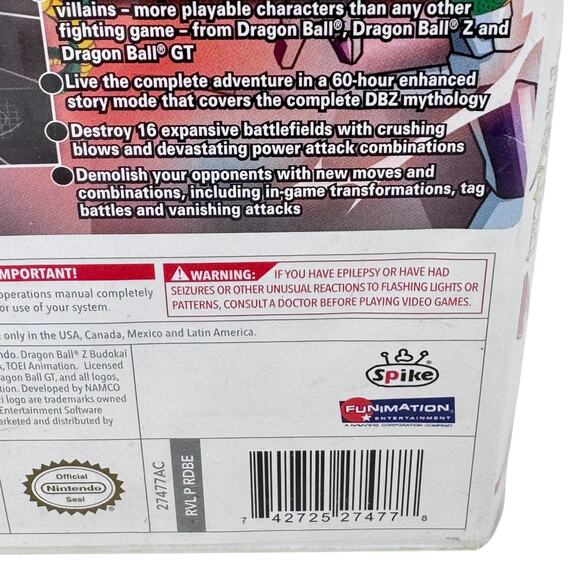 villains – more playable characters than any other
fighting game – from Dragon Ball®, Dragon Ball® Z and
Dragon Ball® GT
Live the complete adventure in a 60-hour enhanced
story mode that covers the complete DBZ mythology
Destroy 16 expansive battlefields with crushing
blows and devastating power attack combinations
Demolish your opponents with new moves and
combinations, including in-game transformations, tag
battles and vanishing attacks
MPORTANT!
operations manual completely
or use of your system
WARNING: IF YOU HAVE EPILEPSY OR HAVE HAD
SEIZURES OR OTHER UNUSUAL REACTIONS TO FLASHING LIGHTS OR
PATTERNS, CONSULT A DOCTOR BEFORE PLAYING VIDEO GAMES.
only in the USA, Canada, Mexico and Latin America.
ndo. Dragon Ball® Z Budokai
A, TOEI Animation. Licensed
agon Ball GT, and all logos,
tion. Developed by NAMCO
ri logo are trademarks owned
Entertainment Software
arketed and distributed by
Spike
FUNIMATION
ENTERTAINMENT
A NAVARRE CORPORATION COMPANY
Official
Nintendo
Seal
27477AC
RVL P RDBE
7 42725 27477 8